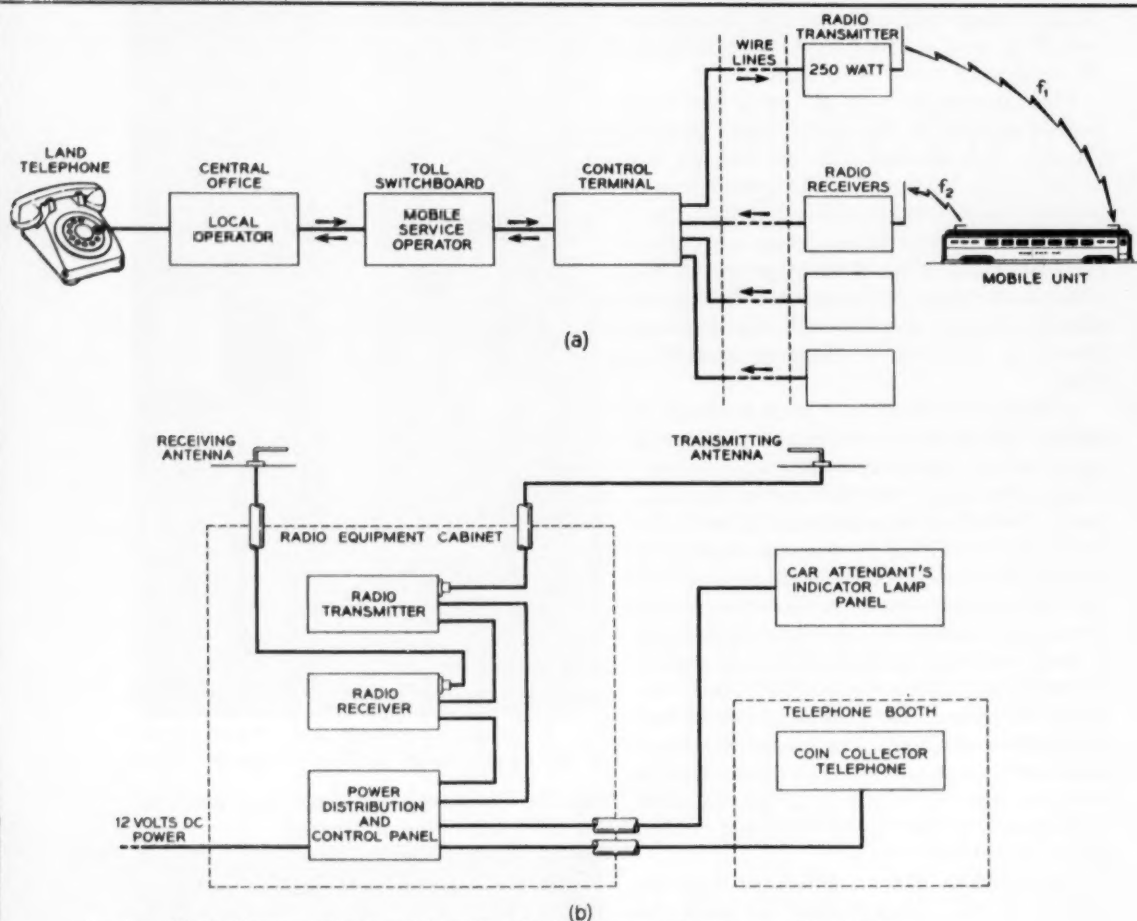 RADIO
TRANSMITTER
250 WATT
WIRE
LINES
f1
LAND
TELEPHONE
CENTRAL
OFFICE
LOCAL
OPERATOR
TOLL
SWITCHBOARD
MOBILE
SERVICE
OPERATOR
CONTROL
TERMINAL
RADIO
RECEIVERS
f2
MOBILE UNIT
(a)
RECEIVING
ANTENNA
TRANSMITTING
ANTENNA
RADIO EQUIPMENT CABINET
RADIO
TRANSMITTER
RADIO
RECEIVER
POWER
DISTRIBUTION
AND
CONTROL PANEL
12 VOLTS DC
POWER
CAR ATTENDANT'S
INDICATOR LAMP
PANEL
TELEPHONE BOOTH
COIN COLLECTOR
TELEPHONE
(b)